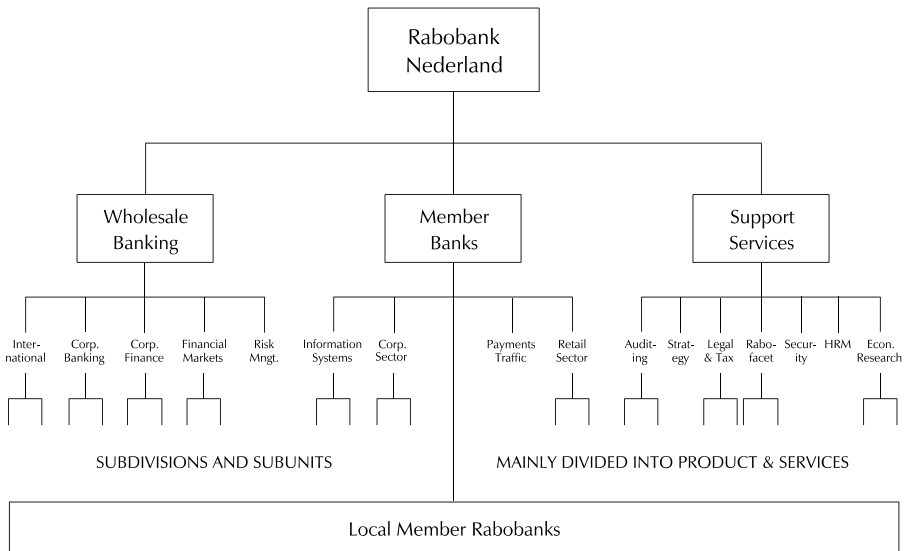 Rabobank
Nederland
Wholesale
Banking
Member
Banks
Support
Services
Inter-
national
Corp.
Banking
Corp.
Finance
Financial
Markets
Risk
Mngt.
Information
Systems
Corp.
Sector
Payments
Traffic
Retail
Sector
Audit-
ing
Strat-
egy
Legal
& Tax
Rabo-
facet
Secur-
ity
HRM
Econ.
Research
SUBDIVISIONS AND SUBUNITS
MAINLY DIVIDED INTO PRODUCT & SERVICES
Local Member Rabobanks